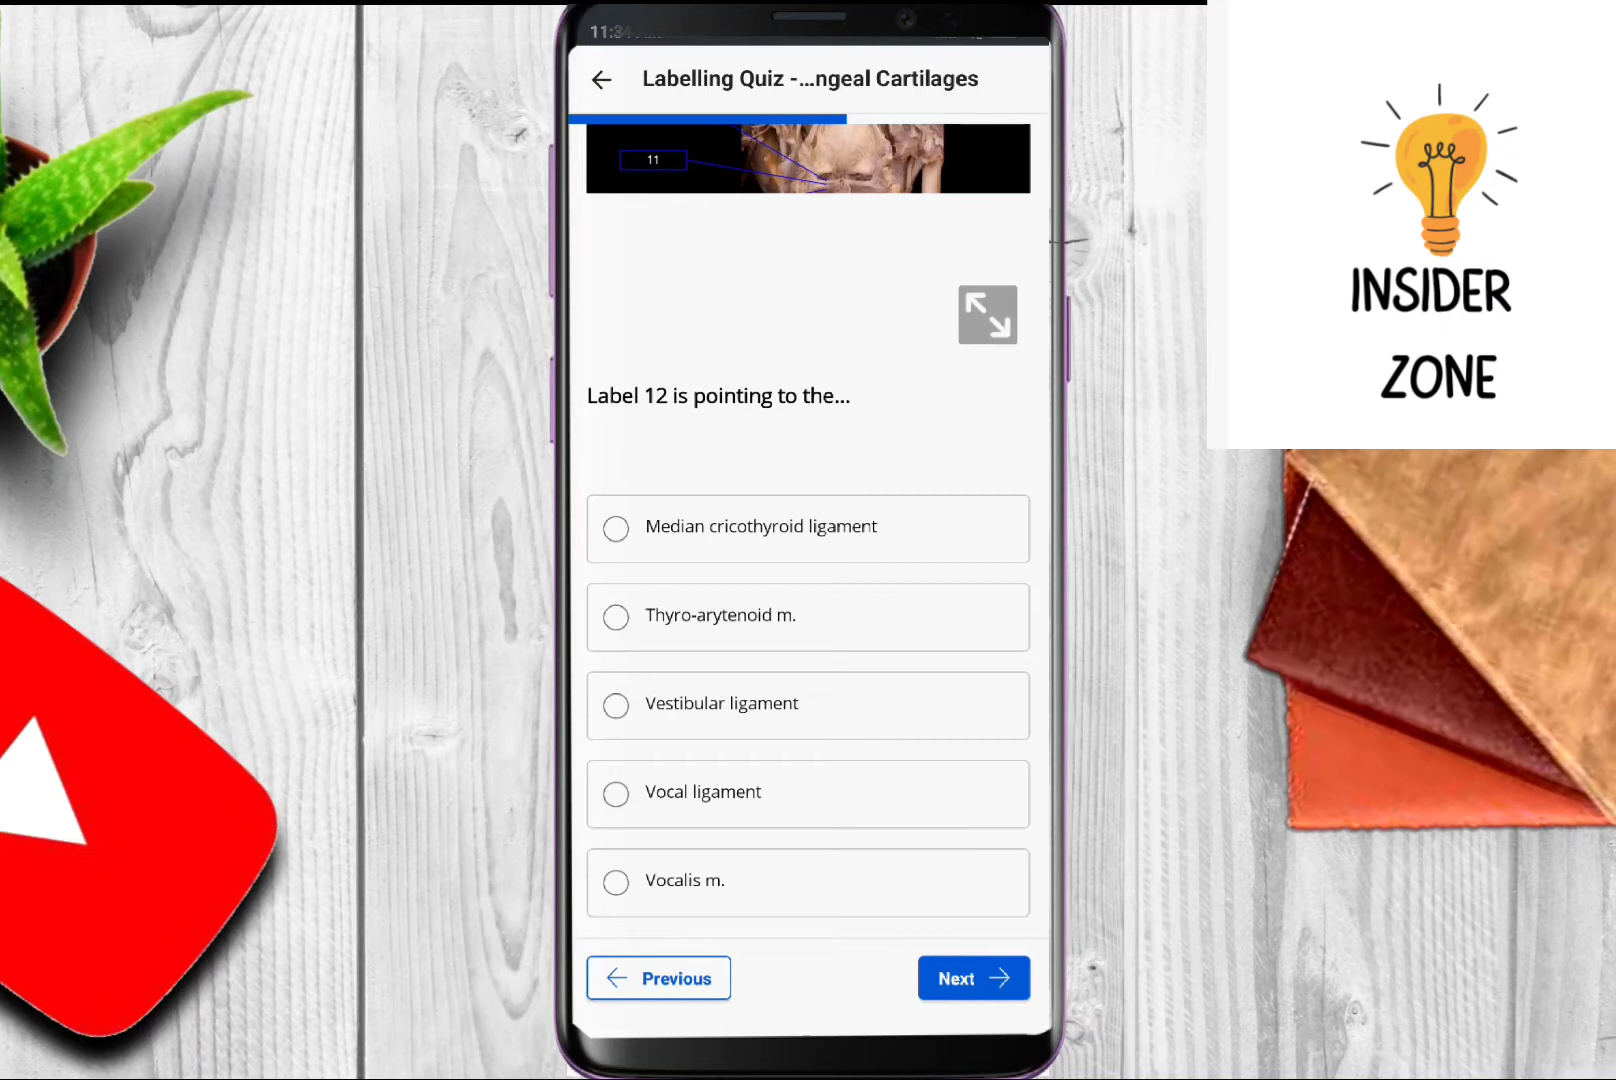 Labelling Quiz -...ngeal Cartilages
11
Label 12 is pointing to the...
Median cricothyroid ligament
Thyro-arytenoid m.
Vestibular ligament
Vocal ligament
Vocalis m.
Previous
Next
INSIDER
ZONE